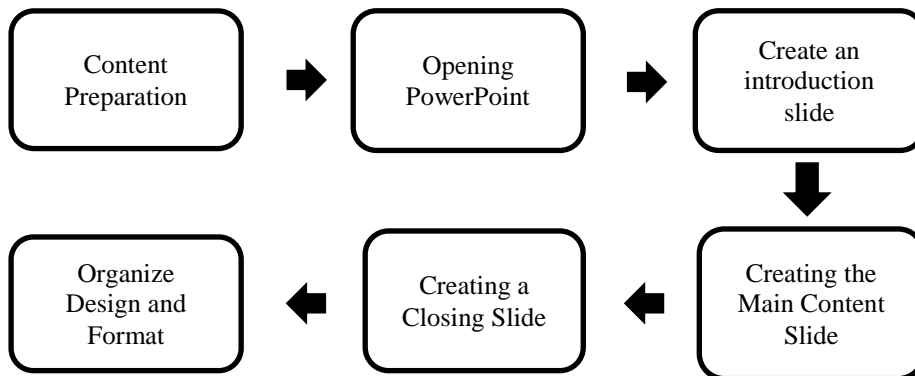 Content
Preparation
Opening
PowerPoint
Create an
introduction
slide
Creating the
Main Content
Slide
Creating a
Closing Slide
Organize
Design and
Format